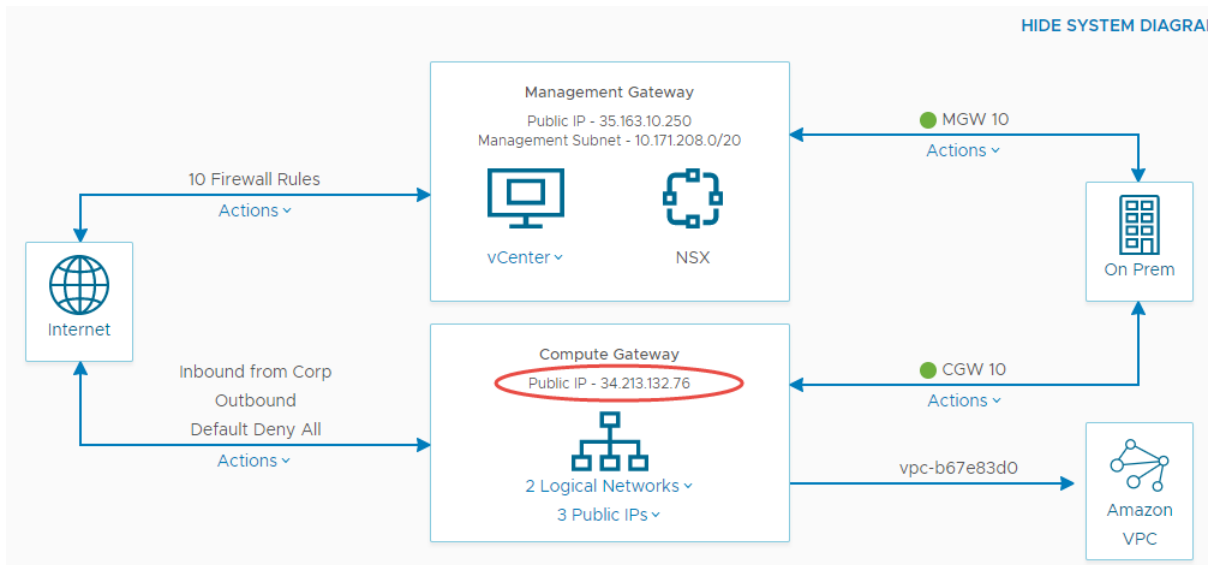 HIDE SYSTEM DIAGRA
Management Gateway
Public IP - 35.163.10.250
Management Subnet - 10.171.208.0/20
vCenter
NSX
10 Firewall Rules
Actions
MGW 10
Actions
Internet
On Prem
Inbound from Corp
Outbound
Default Deny All
Actions
Compute Gateway
Public IP - 34.213.132.76
2 Logical Networks
3 Public IPs
CGW 10
Actions
vpc-b67e83d0
Amazon
VPC